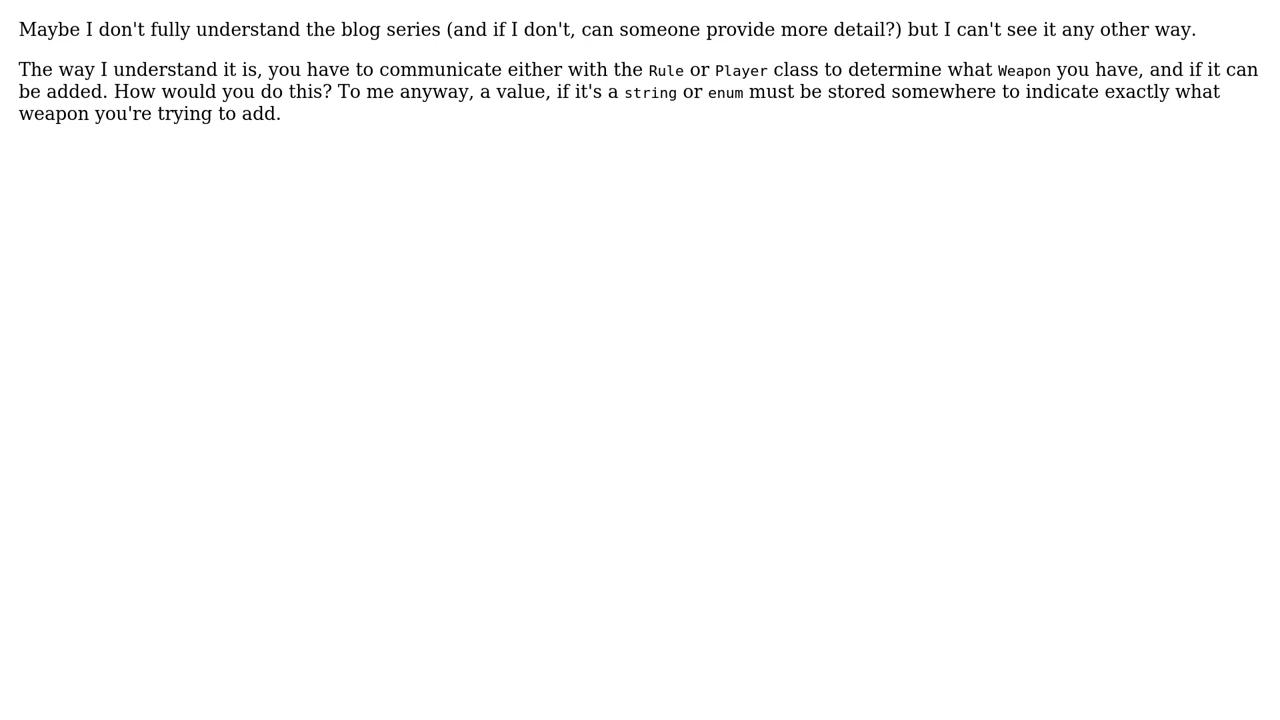 Maybe I don't fully understand the blog series (and if I don't, can someone provide more detail?) but I can't see it any other way.
The way I understand it is, you have to communicate either with the Rule or Player class to determine what Weapon you have, and if it can
be added. How would you do this? To me anyway, a value, if it's a string or enum must be stored somewhere to indicate exactly what
weapon you're trying to add.